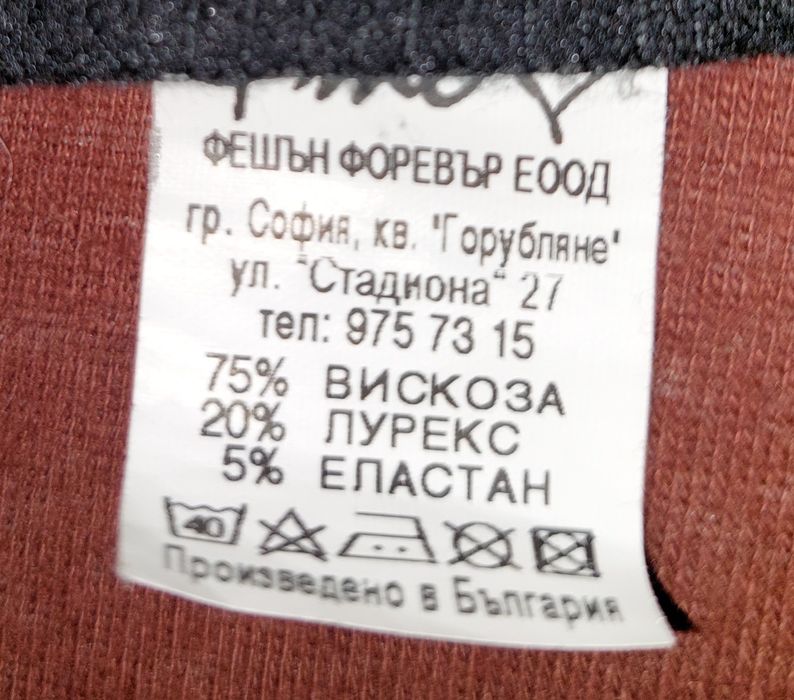 ФЕШЪН ФОРЕВЪР ЕООД
гр. София, кв. "Горубляне"
ул. "Стадиона" 27
тел: 975 73 15
75% ВИСКОЗА
20% ЛУРЕКС
5% ЕЛАСТАН
40
Произведено в България